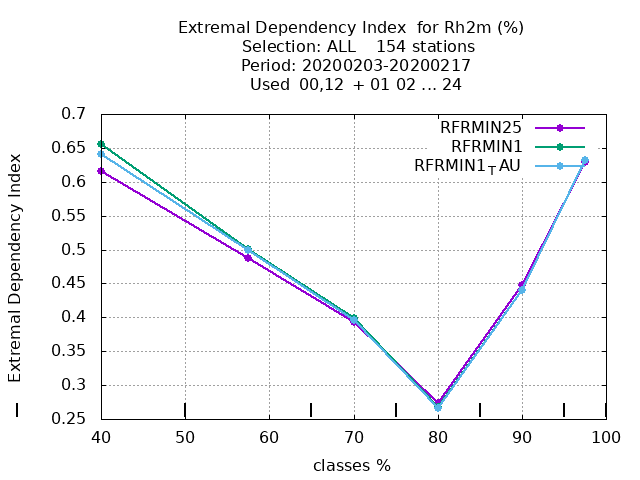 Extremal Dependency Index for Rh2m (%)
Selection: ALL 154 stations
Period: 20200203-20200217
Used 00,12 + 01 02 ... 24
RFRMIN25
RFRMIN1
RFRMIN1TAU
Extremal Dependency Index
0.7
0.65
0.6
0.55
0.5
0.45
0.4
0.35
0.3
0.25
40 50 60 70 80 90 100
classes %